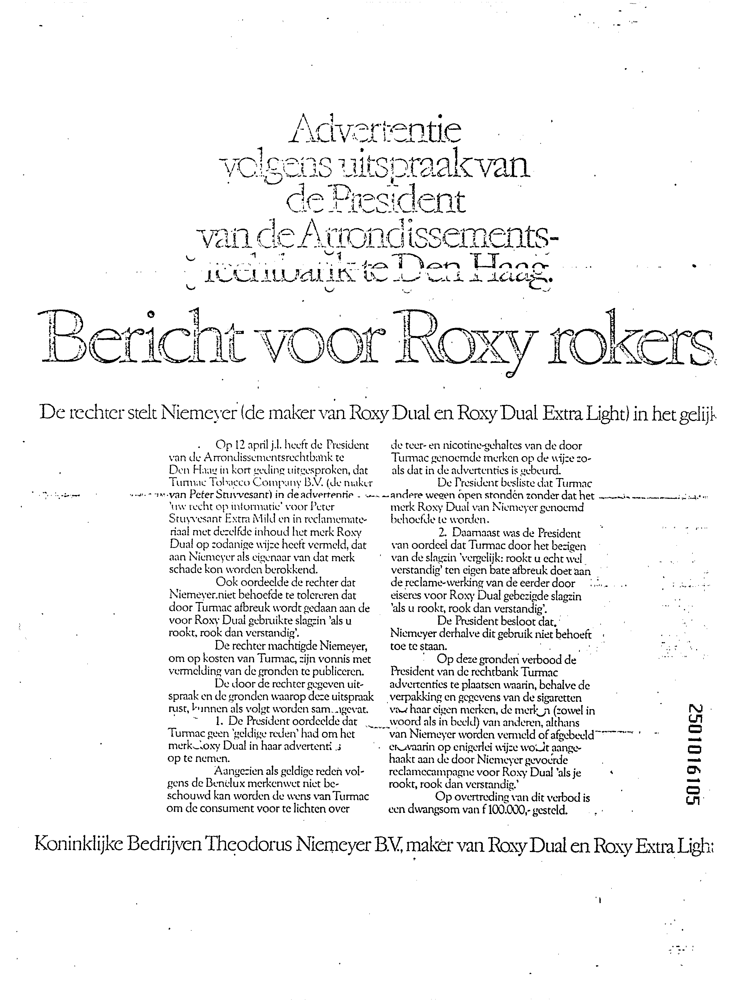 Advertentie
volgens uitspraak van
de President
van de Arrondissements-
rechtbank te Den Haag.
Bericht voor Roxy rokers.
De rechter stelt Niemeyer (de maker van Roxy Dual en Roxy Dual Extra Light) in het gelijk
Op 12 april j.l. heeft de President
van de Arrondissementsrechtbank te
Den Haag in kort geding uitgesproken, dat
Turmac Tobacco Company B.V. (de maker
van Peter Stuyvesant) in de advertentie
'uw recht op informatie' voor Peter
Stuyvesant Extra Mild en in reclamemate-
riaal met dezelfde inhoud het merk Roxy
Dual op zodanige wijze heeft vermeld, dat
aan Niemeyer als eigenaar van dat merk
schade kon worden berokkend.
Ook oordeelde de rechter dat
Niemeyer niet behoefde te tolereren dat
door Turmac afbreuk wordt gedaan aan de
voor Roxy Dual gebruikte slagzin 'als u
rookt, rook dan verstandig'.
De rechter machtigde Niemeyer,
om op kosten van Turmac, zijn vonnis met
vermelding van de gronden te publiceren.
De door de rechter gegeven uit-
spraak en de gronden waarop deze uitspraak
rust, kunnen als volgt worden samengevat.
1. De President oordeelde dat
Turmac geen 'geldige reden' had om het
merk Roxy Dual in haar advertenties
op te nemen.
Aangezien als geldige reden vol-
gens de Benelux merkenwet niet be-
schouwd kan worden de wens van Turmac
om de consument voor te lichten over
de teer- en nicotine-gehaltes van de door
Turmac genoemde merken op de wijze zo-
als dat in de advertenties is gebeurd.
De President besliste dat Turmac
andere wegen open stonden zonder dat het
merk Roxy Dual van Niemeyer genoemd
behoefde te worden.
2. Daarnaast was de President
van oordeel dat Turmac door het bezigen
van de slagzin 'vergelijk: rookt u echt wel
verstandig' ten eigen bate afbreuk doet aan
de reclame-werking van de eerder door
eiseres voor Roxy Dual gebezigde slagzin
'als u rookt, rook dan verstandig'.
De President besloot dat,
Niemeyer derhalve dit gebruik niet behoeft
toe te staan.
Op deze gronden verbood de
President van de rechtbank Turmac
advertenties te plaatsen waarin, behalve de
verpakking en gegevens van de sigaretten
van haar eigen merken, de merken (zowel in
woord als in beeld) van anderen, althans
van Niemeyer worden vermeld of afgebeeld
en waarin op enigerlei wijze wordt aange-
haakt aan de door Niemeyer gevoerde
reclamecampagne voor Roxy Dual 'als je
rookt, rook dan verstandig.'
Op overtreding van dit verbod is
een dwangsom van f 100.000,- gesteld.
Koninklijke Bedrijven Theodorus Niemeyer B.V., maker van Roxy Dual en Roxy Extra Light
2501016105